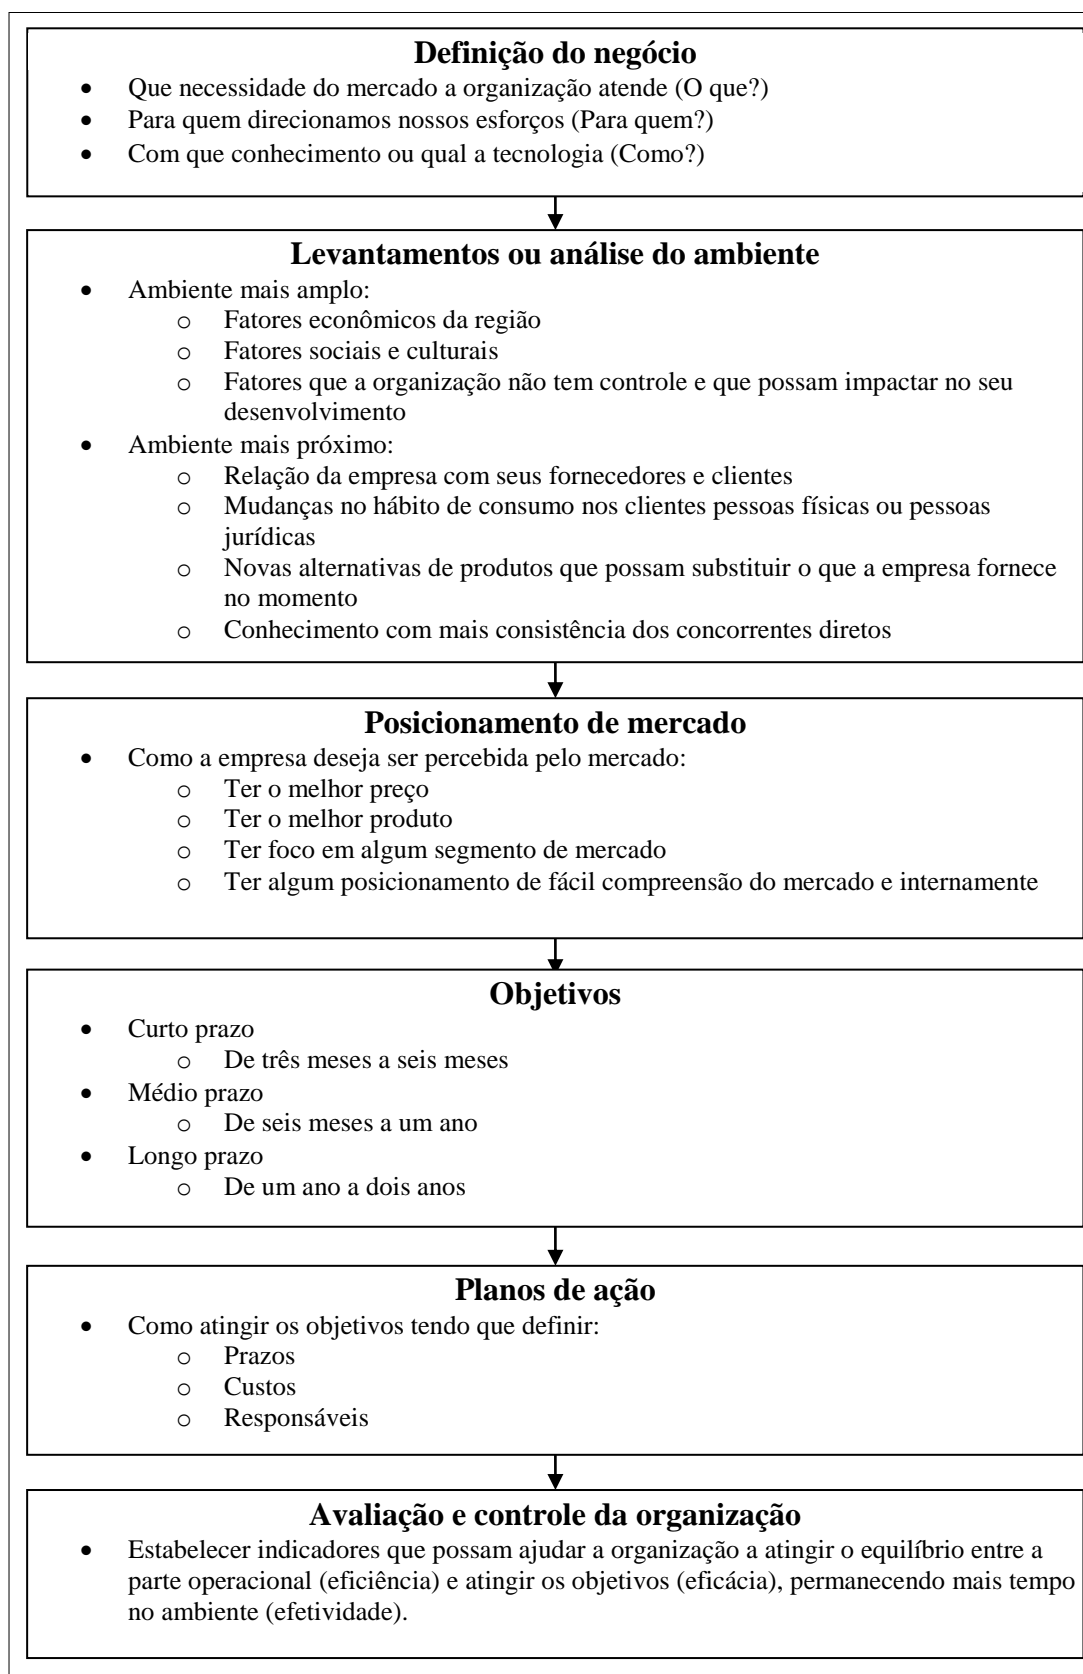 Definição do negócio
• Que necessidade do mercado a organização atende (O que?)
• Para quem direcionamos nossos esforços (Para quem?)
• Com que conhecimento ou qual a tecnologia (Como?)
Levantamentos ou análise do ambiente
• Ambiente mais amplo:
o Fatores econômicos da região
o Fatores sociais e culturais
o Fatores que a organização não tem controle e que possam impactar no seu
desenvolvimento
• Ambiente mais próximo:
o Relação da empresa com seus fornecedores e clientes
o Mudanças no hábito de consumo nos clientes pessoas físicas ou pessoas
jurídicas
o Novas alternativas de produtos que possam substituir o que a empresa fornece
no momento
o Conhecimento com mais consistência dos concorrentes diretos
Posicionamento de mercado
• Como a empresa deseja ser percebida pelo mercado:
o Ter o melhor preço
o Ter o melhor produto
o Ter foco em algum segmento de mercado
o Ter algum posicionamento de fácil compreensão do mercado e internamente
Objetivos
• Curto prazo
o De três meses a seis meses
• Médio prazo
o De seis meses a um ano
• Longo prazo
o De um ano a dois anos
Planos de ação
• Como atingir os objetivos tendo que definir:
o Prazos
o Custos
o Responsáveis
Avaliação e controle da organização
• Estabelecer indicadores que possam ajudar a organização a atingir o equilíbrio entre a
parte operacional (eficiência) e atingir os objetivos (eficácia), permanecendo mais tempo
no ambiente (efetividade).